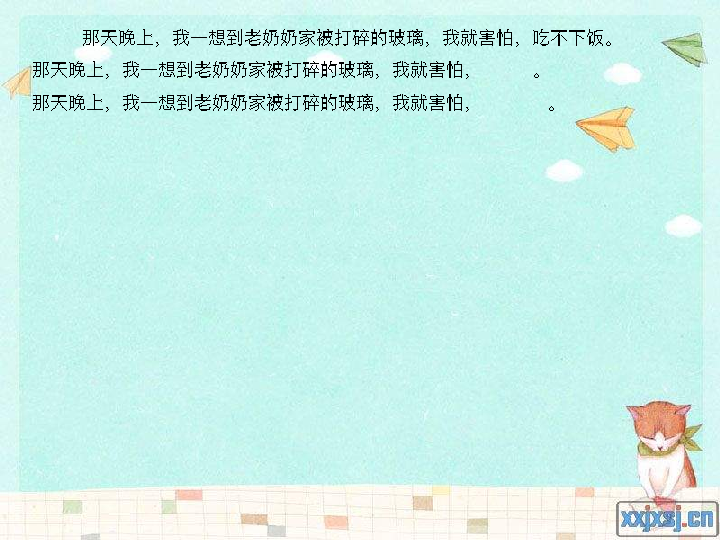 那天晚上，我一想到老奶奶家被打碎的玻璃，我就害怕，吃不下饭。
那天晚上，我一想到老奶奶家被打碎的玻璃，我就害怕，　　　。
那天晚上，我一想到老奶奶家被打碎的玻璃，我就害怕，　　　　。
xxjxsj.cn